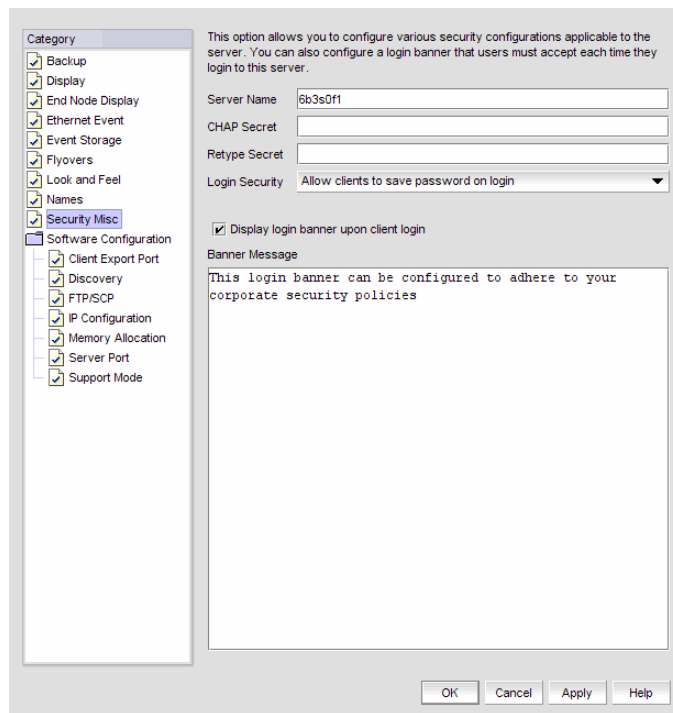 Category
Backup
Display
End Node Display
Ethernet Event
Event Storage
Flyovers
Look and Feel
Names
Security Misc
Software Configuration
Client Export Port
Discovery
FTP/SCP
IP Configuration
Memory Allocation
Server Port
Support Mode
This option allows you to configure various security configurations applicable to the
server. You can also configure a login banner that users must accept each time they
login to this server.
Server Name 6b3s0f1
CHAP Secret
Retype Secret
Login Security Allow clients to save password on login
Display login banner upon client login
Banner Message
This login banner can be configured to adhere to your
corporate security policies
OK Cancel Apply Help